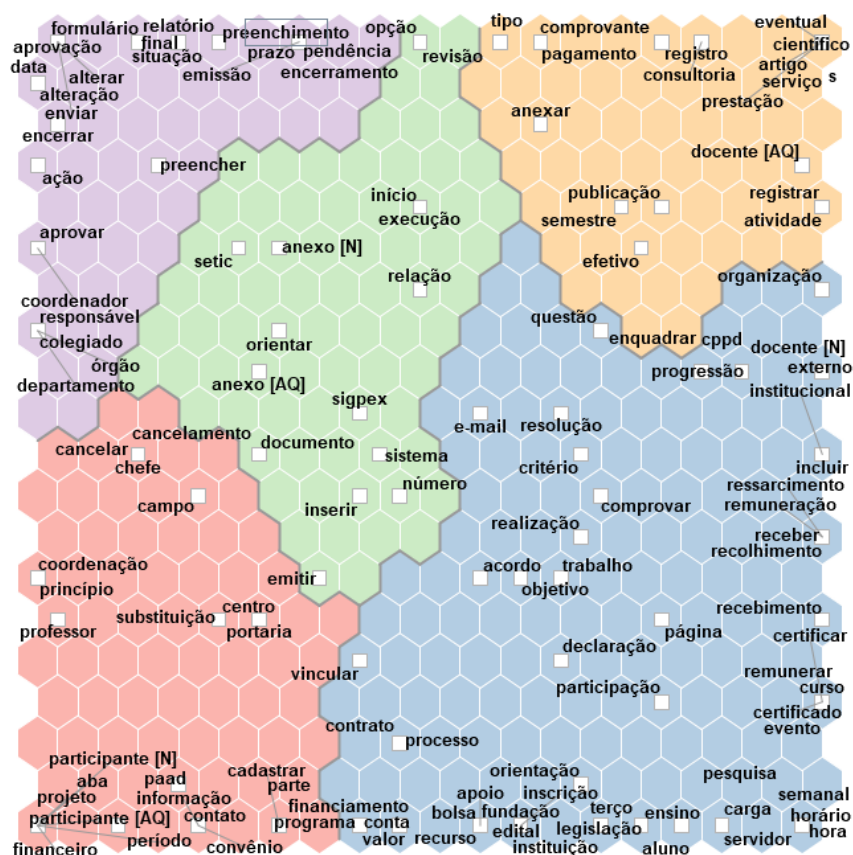 formulário
relatório
opção
tipo
comprovante
eventual
aprovação
final
preenchimento
situação
prazo
pendência
revisão
pagamento
registro
científico
data
alterar
emissão
encerramento
consultoria
artigo
serviço
s
alteração
enviar
prestação
encerrar
anexar
ação
preencher
docente [AQ]
início
execução
publicação
semestre
registrar
atividade
aprovar
setic
anexo [N]
efetivo
relação
organização
coordenador
responsável
colegiado
orientar
questão
enquadrar
cppd
docente [N]
órgão
departamento
anexo [AQ]
progressão
externo
institucional
sigpex
e-mail
resolução
cancelamento
cancelar
chefe
documento
sistema
critério
incluir
número
ressarcimento
campo
inserir
comprovar
remuneração
realização
receber
recolhimento
coordenação
princípio
emitir
acordo
trabalho
objetivo
professor
substituição
centro
portaria
página
recebimento
certificar
vincular
declaração
participação
remunerar
curso
certificado
evento
contrato
processo
participante [N]
aba
paad
cadastrar
parte
orientação
pesquisa
projeto
informação
financiamento
apoio
inscrição
semanal
participante [AQ]
contato
programa
conta
bolsa
fundação
terço
ensino
carga
horário
financeiro
período
convênio
valor
recurso
edital
legislação
instituição
aluno
servidor
hora